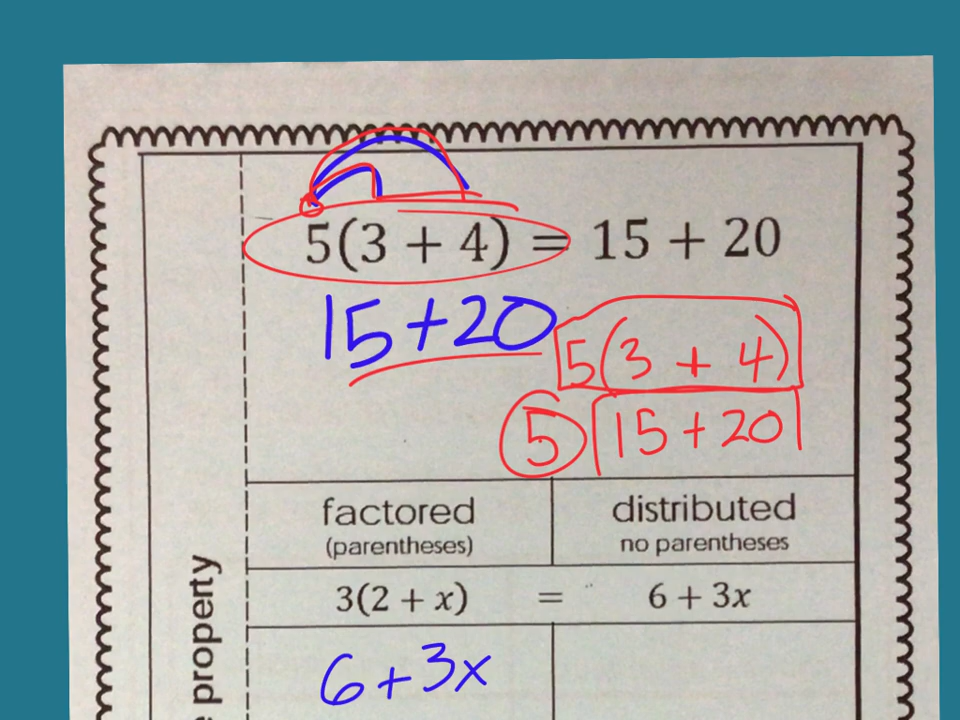 5(3 + 4) = 15 + 20
15+20
5(3 + 4)
5 15+20
factored distributed
(parentheses) no parentheses
3(2 + x) = 6 + 3x
6+3x
property